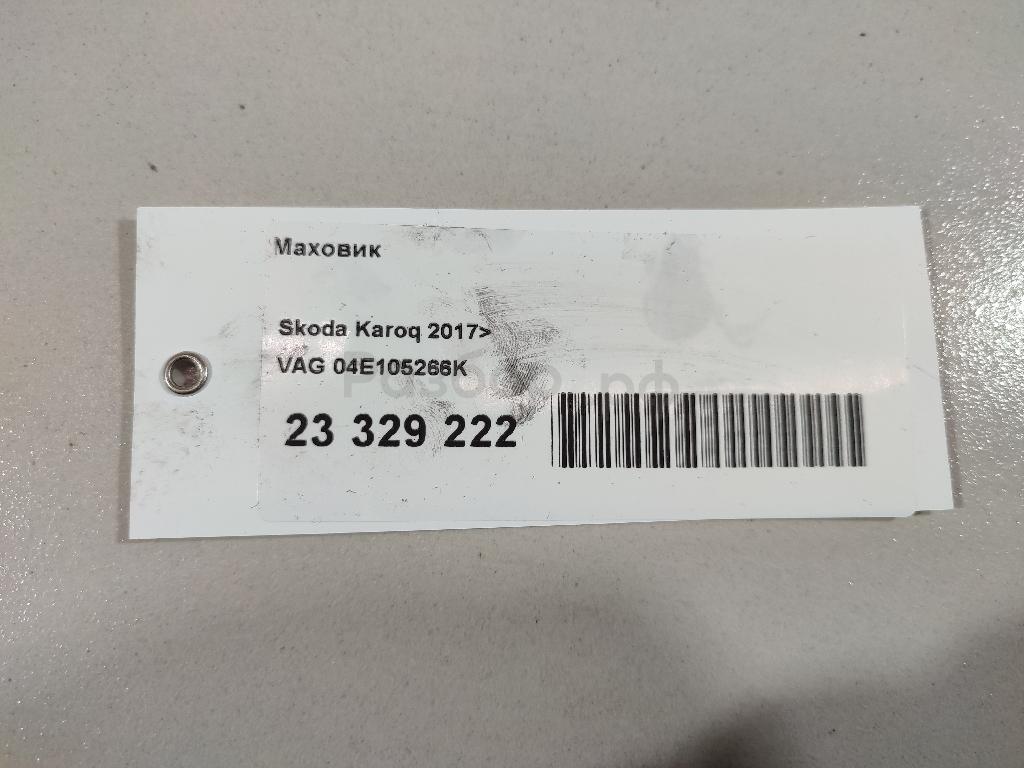 Маховик
Skoda Karoq 2017>
VAG 04E105266K
23 329 222